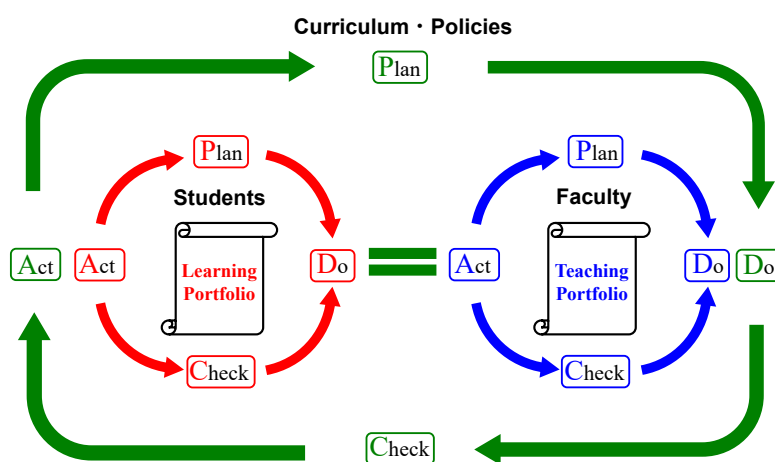 Curriculum・Policies
Plan
Plan
Plan
Students
Faculty
Act
Act
Learning
Portfolio
Do
Act
Teaching
Portfolio
Do
Do
Check
Check
Check